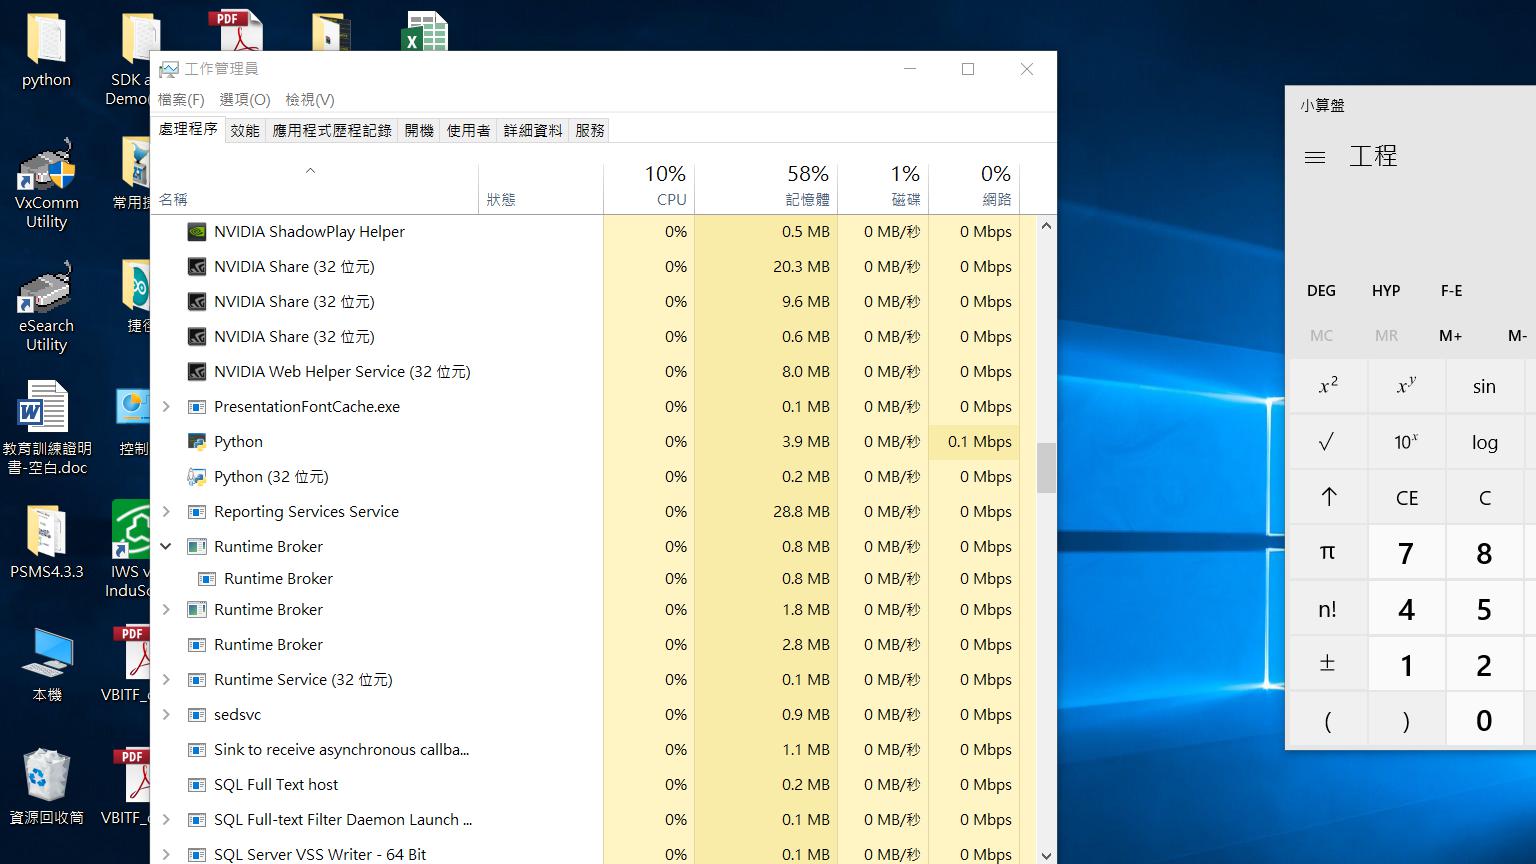 python
SDK a
Demo(
VxComm
Utility
常用捷
eSearch
Utility
捷徑
教育訓練證明
書-空白.doc
控制
PSMS4.3.3
IWS v
InduSo
本機
VBITF_
資源回收筒
VBITF_
PDF
PDF
PDF
工作管理員
檔案(F) 選項(O) 檢視(V)
處理程序 效能 應用程式歷程記錄 開機 使用者 詳細資料 服務
10% 58% 1% 0%
名稱 狀態 CPU 記憶體 磁碟 網路
NVIDIA ShadowPlay Helper 0% 0.5 MB 0 MB/秒 0 Mbps
NVIDIA Share (32 位元) 0% 20.3 MB 0 MB/秒 0 Mbps
NVIDIA Share (32 位元) 0% 9.6 MB 0 MB/秒 0 Mbps
NVIDIA Share (32 位元) 0% 0.6 MB 0 MB/秒 0 Mbps
NVIDIA Web Helper Service (32 位元) 0% 8.0 MB 0 MB/秒 0 Mbps
PresentationFontCache.exe 0% 0.1 MB 0 MB/秒 0 Mbps
Python 0% 3.9 MB 0 MB/秒 0.1 Mbps
Python (32 位元) 0% 0.2 MB 0 MB/秒 0 Mbps
Reporting Services Service 0% 28.8 MB 0 MB/秒 0 Mbps
Runtime Broker 0% 0.8 MB 0 MB/秒 0 Mbps
Runtime Broker 0% 0.8 MB 0 MB/秒 0 Mbps
Runtime Broker 0% 1.8 MB 0 MB/秒 0 Mbps
Runtime Broker 0% 2.8 MB 0 MB/秒 0 Mbps
Runtime Service (32 位元) 0% 0.1 MB 0 MB/秒 0 Mbps
sedsvc 0% 0.9 MB 0 MB/秒 0 Mbps
Sink to receive asynchronous callba... 0% 1.1 MB 0 MB/秒 0 Mbps
SQL Full Text host 0% 0.2 MB 0 MB/秒 0 Mbps
SQL Full-text Filter Daemon Launch ... 0% 0.1 MB 0 MB/秒 0 Mbps
SQL Server VSS Writer - 64 Bit 0% 0.1 MB 0 MB/秒 0 Mbps
小算盤
工程
DEG HYP F-E
MC MR M+ M-
x² xʸ sin
√ 10ˣ log
↑ CE C
π 7 8
n! 4 5
± 1 2
( ) 0